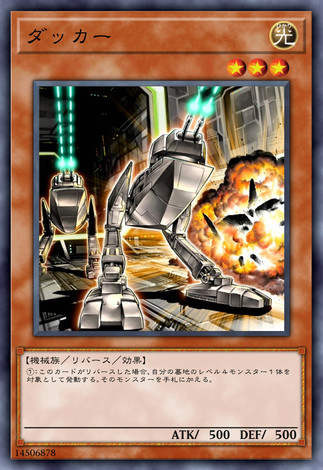 ダッカー
光
【機械族／リバース／効果】
①：このカードがリバースした場合、自分の墓地のレベル4モンスター1体を
対象として発動する。そのモンスターを手札に加える。
ATK/ 500 DEF/ 500
14506878